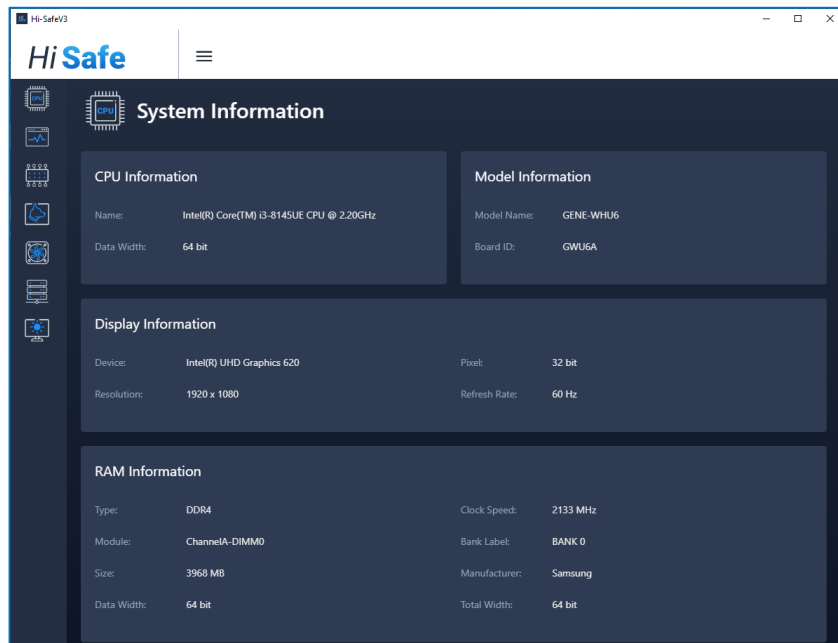 Hi-SafeV3
Hi Safe
CPU
System Information
CPU Information
Name: Intel(R) Core(TM) i3-8145UE CPU @ 2.20GHz
Data Width: 64 bit
Model Information
Model Name: GENE-WHU6
Board ID: GWU6A
Display Information
Device: Intel(R) UHD Graphics 620 Pixel: 32 bit
Resolution: 1920 x 1080 Refresh Rate: 60 Hz
RAM Information
Type: DDR4 Clock Speed: 2133 MHz
Module: ChannelA-DIMM0 Bank Label: BANK 0
Size: 3968 MB Manufacturer: Samsung
Data Width: 64 bit Total Width: 64 bit